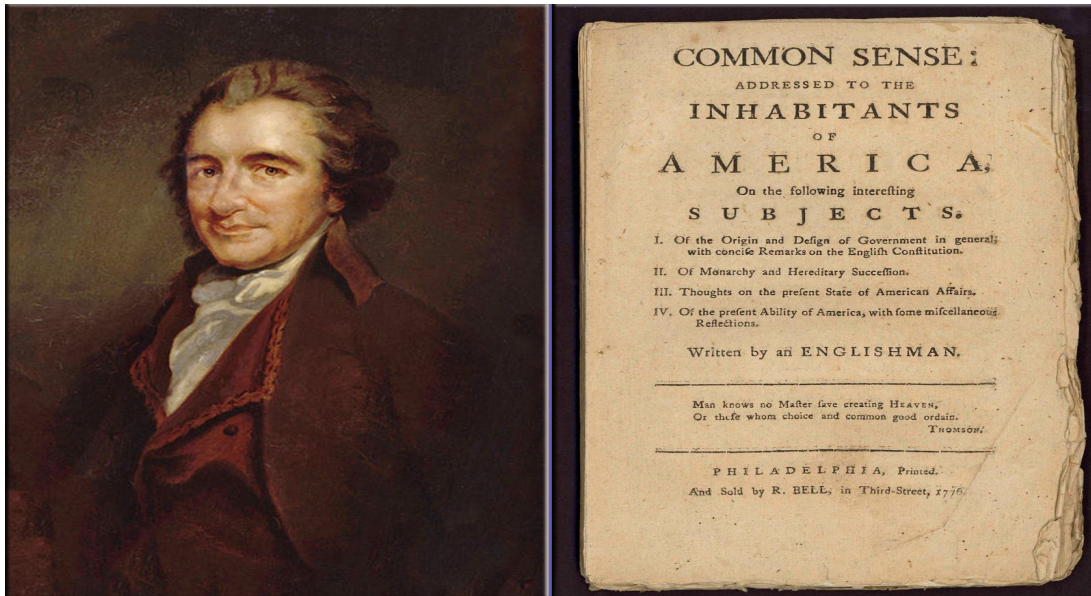 COMMON SENSE:
ADDRESSED TO THE
INHABITANTS
OF
AMERICA,
On the following intereſting
SUBJECTS.
I. Of the Origin and Deſign of Government in general;
with conciſe Remarks on the Engliſh Conſtitution.
II. Of Monarchy and Hereditary Succeſſion.
III. Thoughts on the preſent State of American Affairs.
IV. Of the preſent Ability of America, with ſome miſcellaneous
Reflections.
Written by an ENGLISHMAN.
Man knows no Maſter ſave creating HEAVEN,
Or thoſe whom choice and common good ordain.
THOMSON.
PHILADELPHIA, Printed.
And Sold by R. BELL, in Third-Street, 1776.